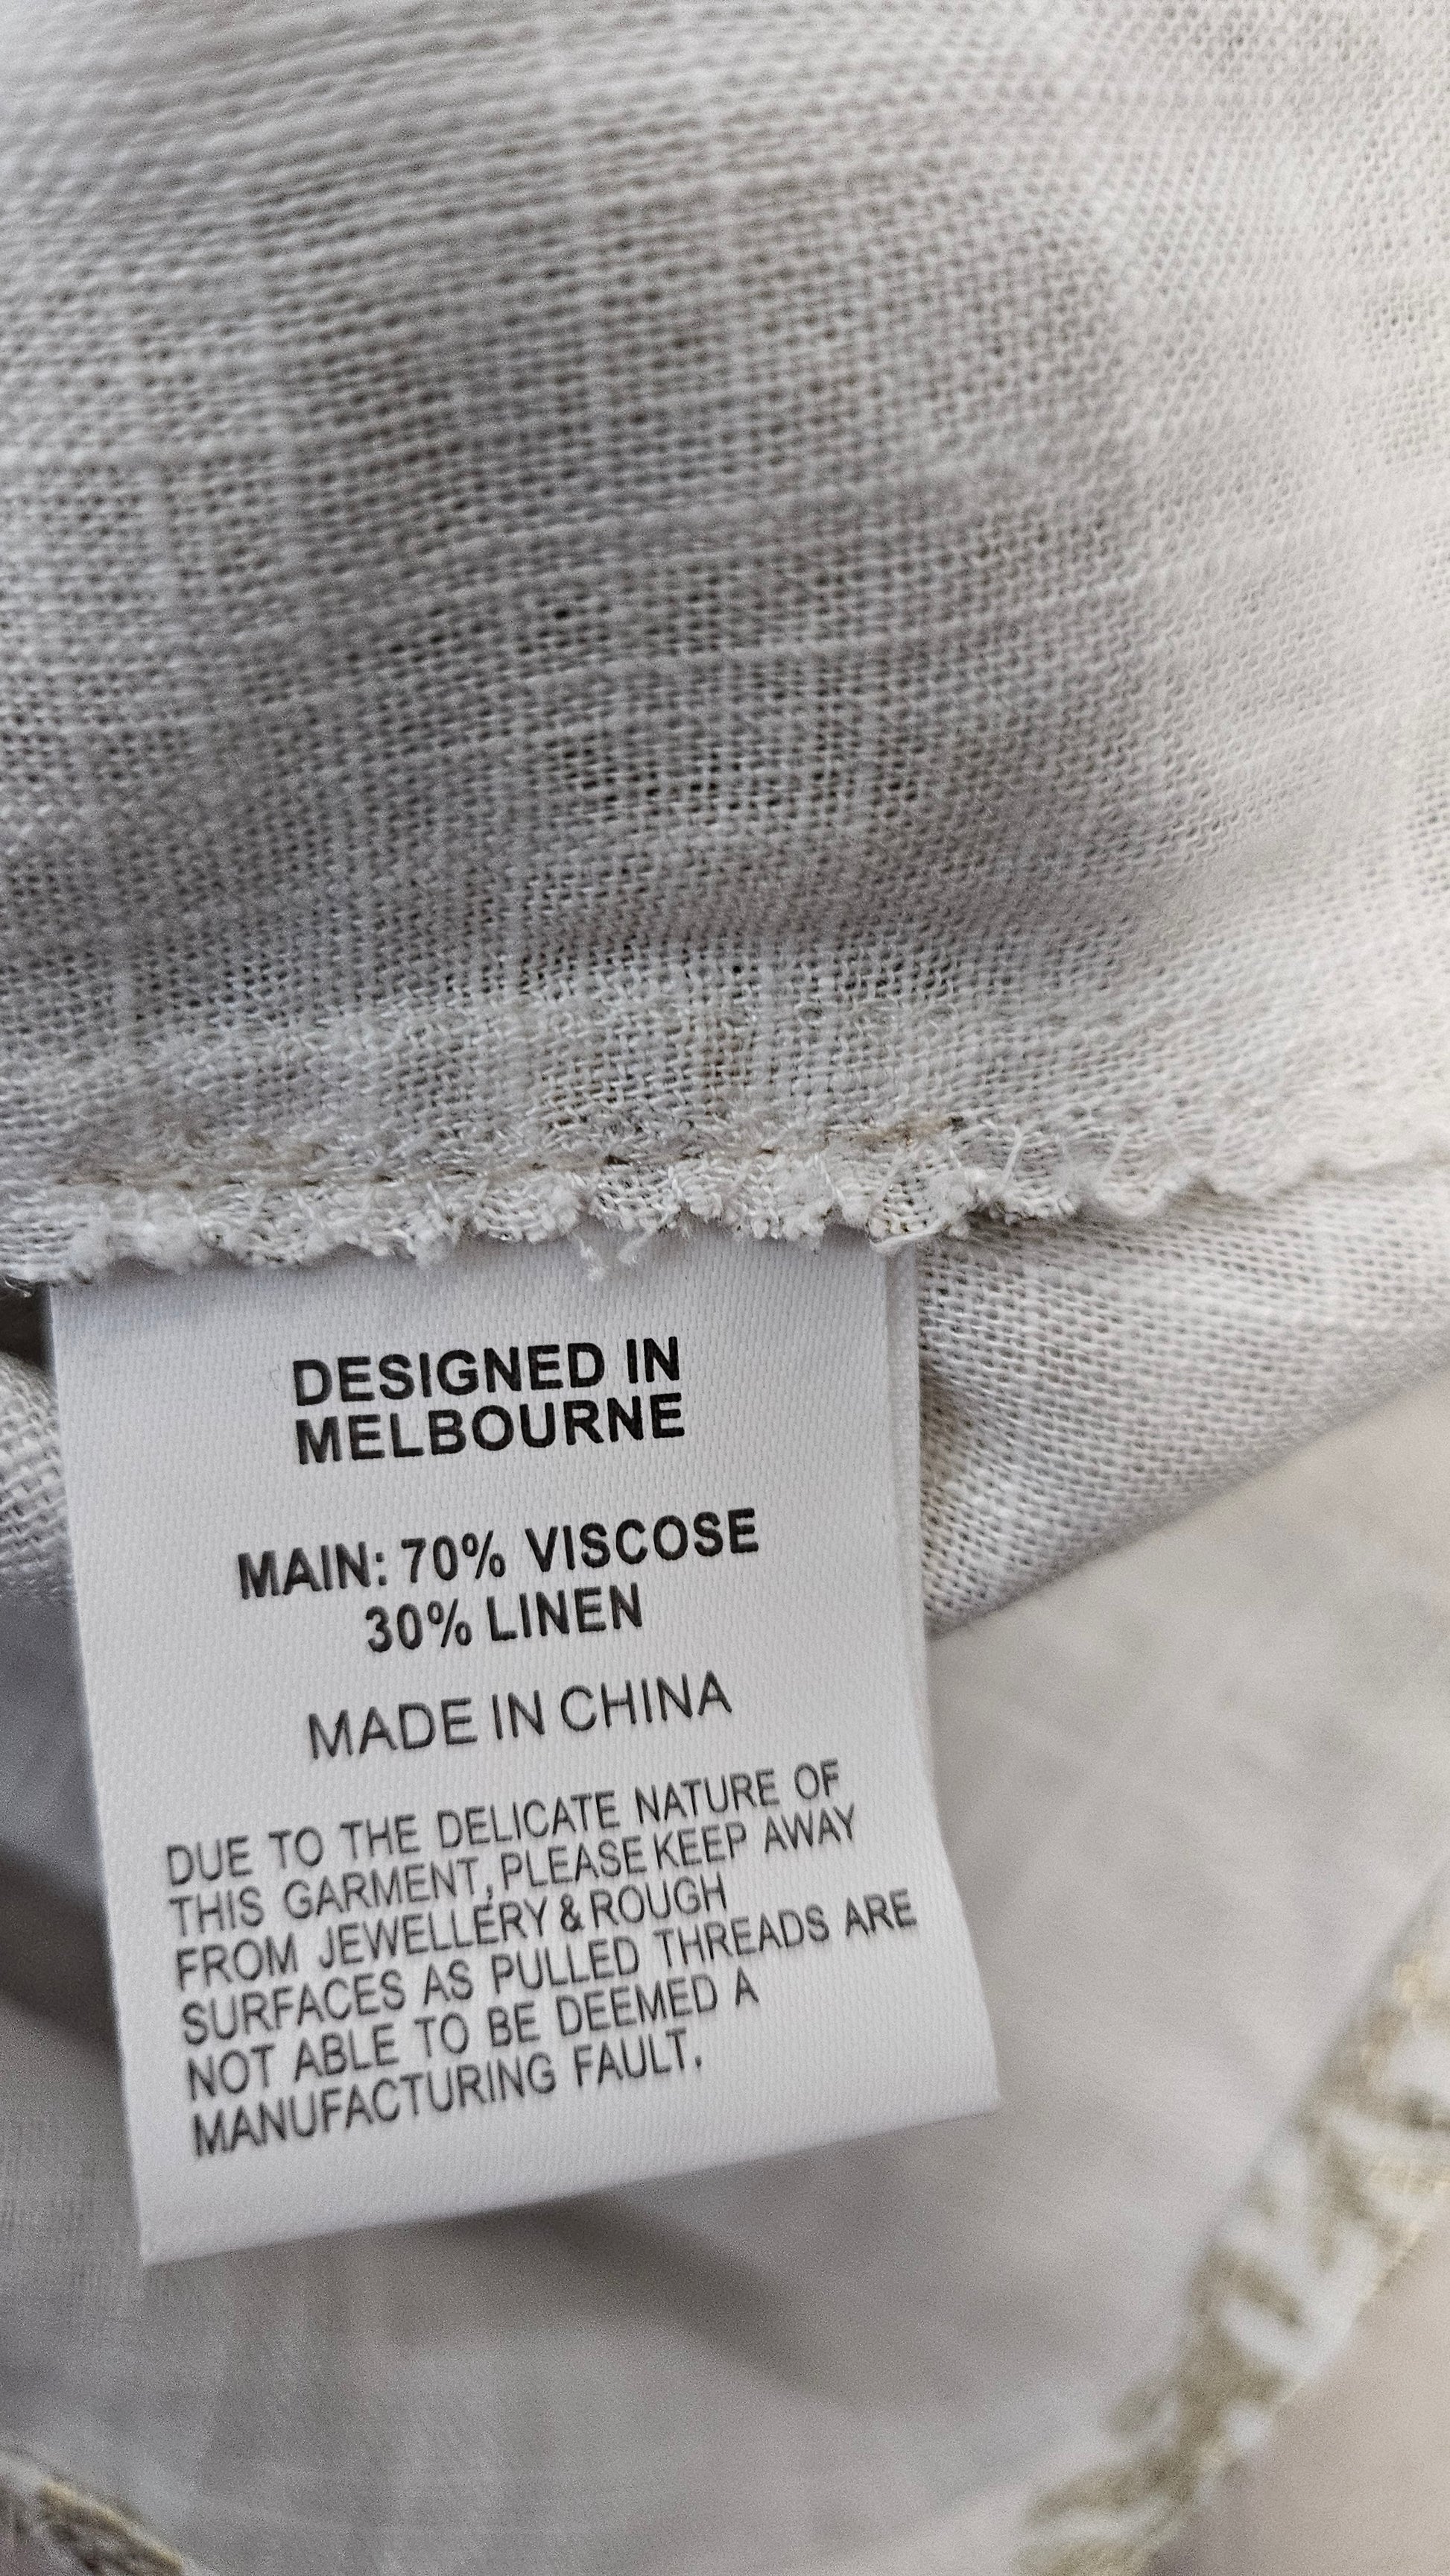 DESIGNED IN
MELBOURNE
MAIN: 70% VISCOSE
30% LINEN
MADE IN CHINA
DUE TO THE DELICATE NATURE OF
THIS GARMENT, PLEASE KEEP AWAY
FROM JEWELLERY & ROUGH
SURFACES AS PULLED THREADS ARE
NOT ABLE TO BE DEEMED A
MANUFACTURING FAULT.